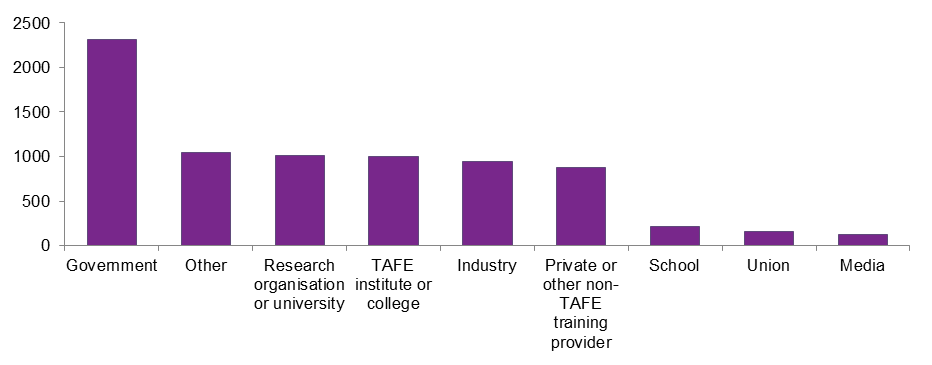 2500
2000
1500
1000
500
0
Government
Other
Research
organisation
or university
TAFE
institute or
college
Industry
Private or
other non-
TAFE
training
provider
School
Union
Media